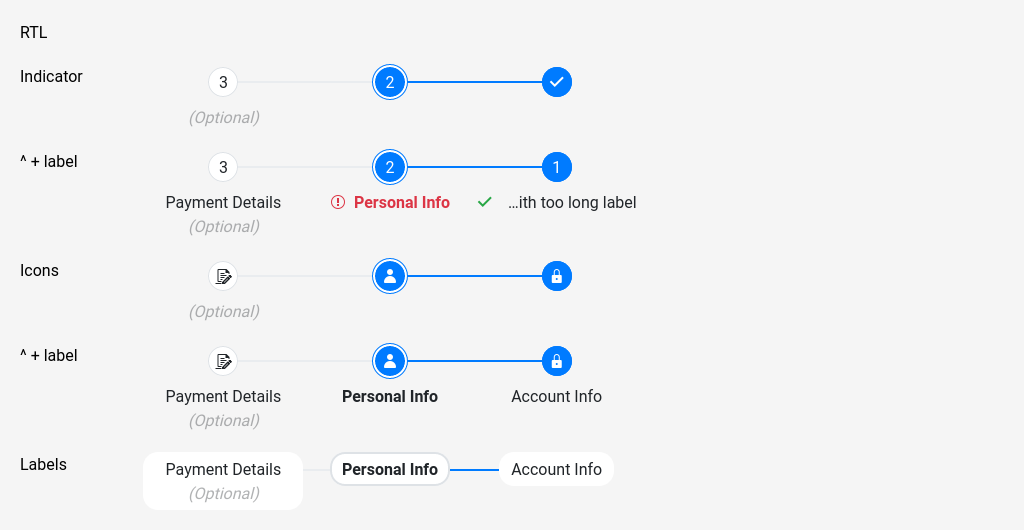 RTL
Indicator
3 2
(Optional)
^ + label
3 2 1
Payment Details Personal Info ...ith too long label
(Optional)
Icons
(Optional)
^ + label
Payment Details Personal Info Account Info
(Optional)
Labels
Payment Details Personal Info Account Info
(Optional)